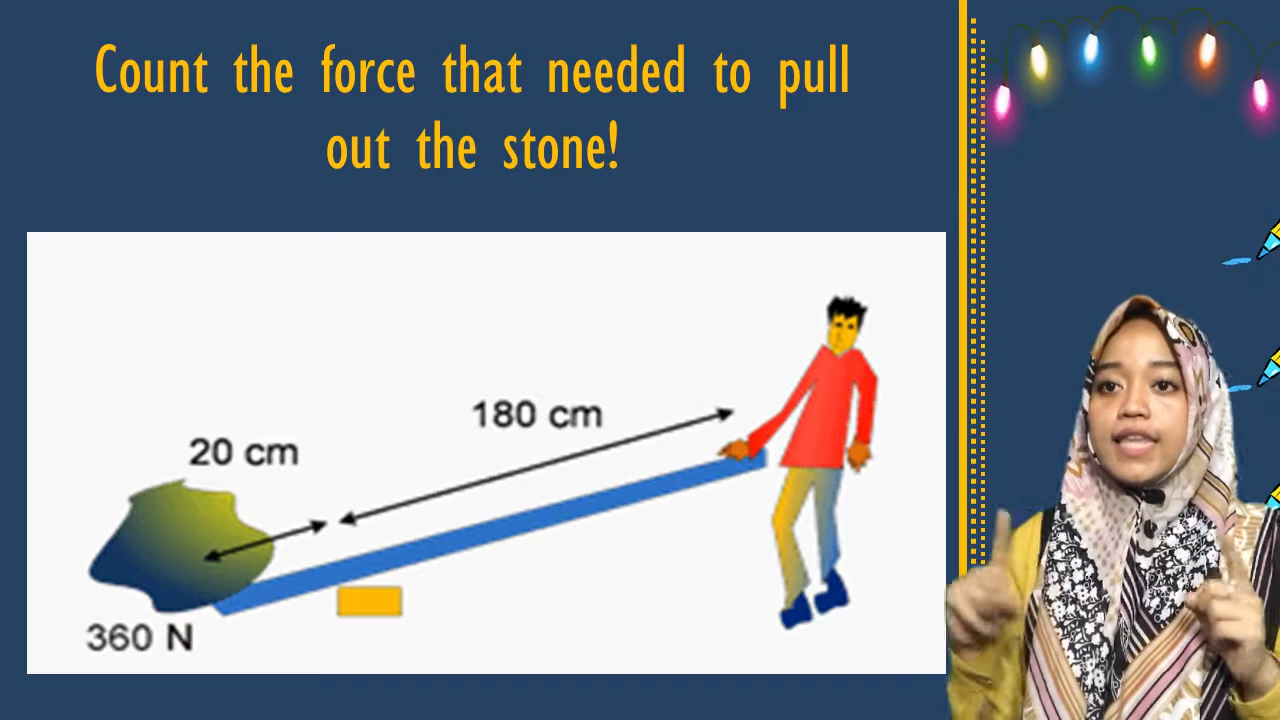 Count the force that needed to pull
out the stone!
180 cm
20 cm
360 N